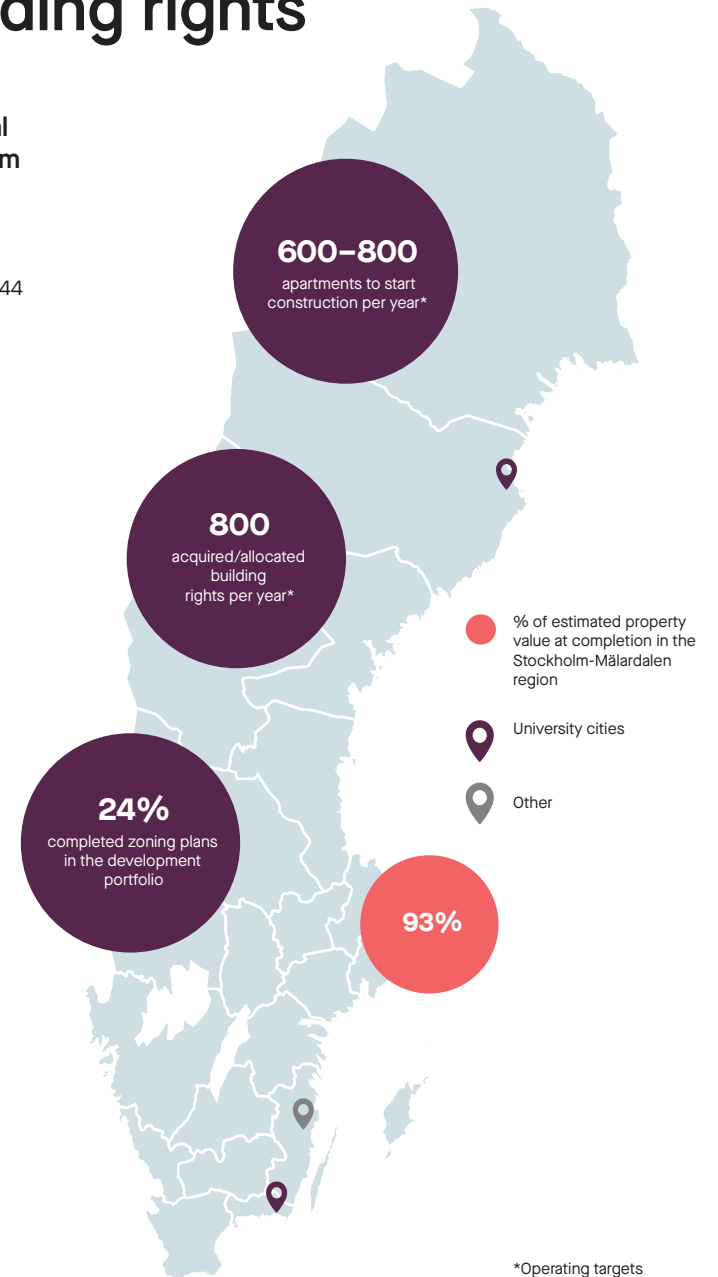 ding rights
al
m
44
600–800
apartments to start
construction per year*
800
acquired/allocated
building
rights per year*
% of estimated property
value at completion in the
Stockholm-Mälardalen
region
University cities
Other
24%
completed zoning plans
in the development
portfolio
93%
*Operating targets